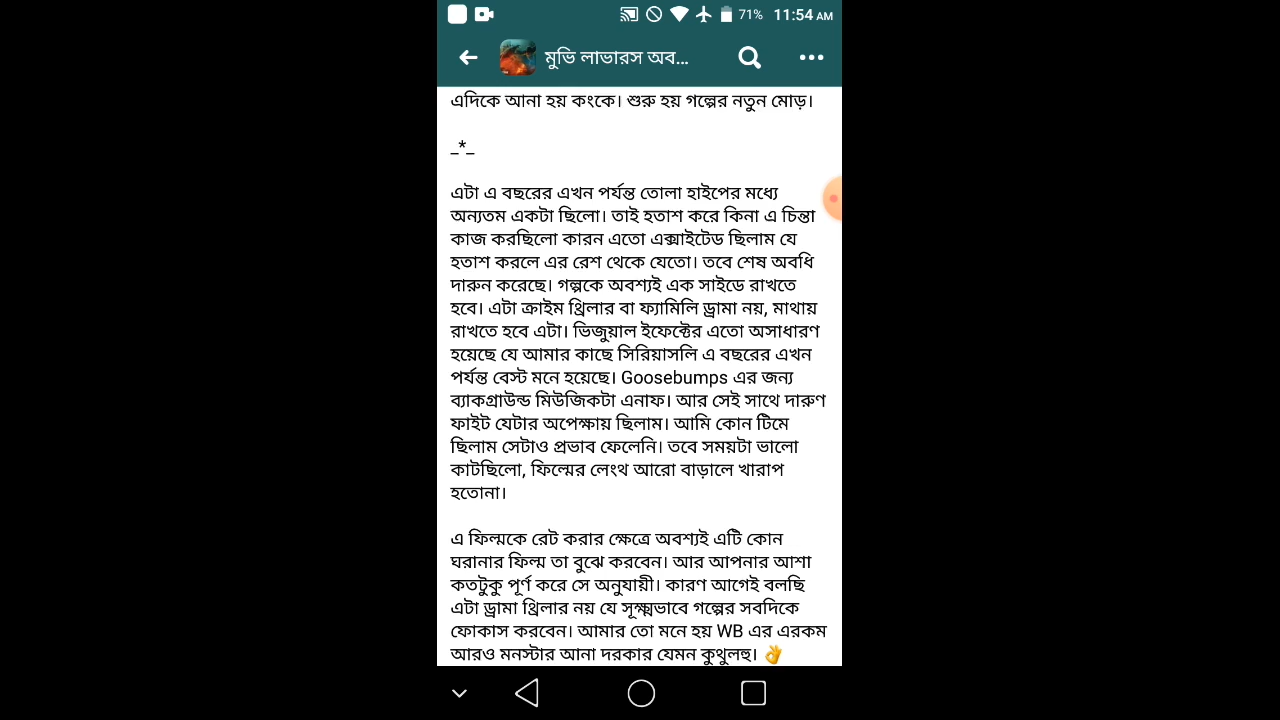 71% 11:54 AM
মুভি লাভারস অব...
এদিকে আনা হয় কংকে। শুরু হয় গল্পের নতুন মোড়।
_*_
এটা এ বছরের এখন পর্যন্ত তোলা হাইপের মধ্যে
অন্যতম একটা ছিলো। তাই হতাশ করে কিনা এ চিন্তা
কাজ করছিলো কারন এতো এক্সাইটেড ছিলাম যে
হতাশ করলে এর রেশ থেকে যেতো। তবে শেষ অবধি
দারুন করেছে। গল্পকে অবশ্যই এক সাইডে রাখতে
হবে। এটা ক্রাইম থ্রিলার বা ফ্যামিলি ড্রামা নয়, মাথায়
রাখতে হবে এটা। ভিজুয়াল ইফেক্টের এতো অসাধারণ
হয়েছে যে আমার কাছে সিরিয়াসলি এ বছরের এখন
পর্যন্ত বেস্ট মনে হয়েছে। Goosebumps এর জন্য
ব্যাকগ্রাউন্ড মিউজিকটা এনাফ। আর সেই সাথে দারুণ
ফাইট যেটার অপেক্ষায় ছিলাম। আমি কোন টিমে
ছিলাম সেটাও প্রভাব ফেলেনি। তবে সময়টা ভালো
কাটছিলো, ফিল্মের লেংথ আরো বাড়ালে খারাপ
হতোনা।
এ ফিল্মকে রেট করার ক্ষেত্রে অবশ্যই এটি কোন
ঘরানার ফিল্ম তা বুঝে করবেন। আর আপনার আশা
কতটুকু পূর্ণ করে সে অনুযায়ী। কারণ আগেই বলছি
এটা ড্রামা থ্রিলার নয় যে সূক্ষ্মভাবে গল্পের সবদিকে
ফোকাস করবেন। আমার তো মনে হয় WB এর এরকম
আরও মনস্টার আনা দরকার যেমন কুথুলহু। 👌